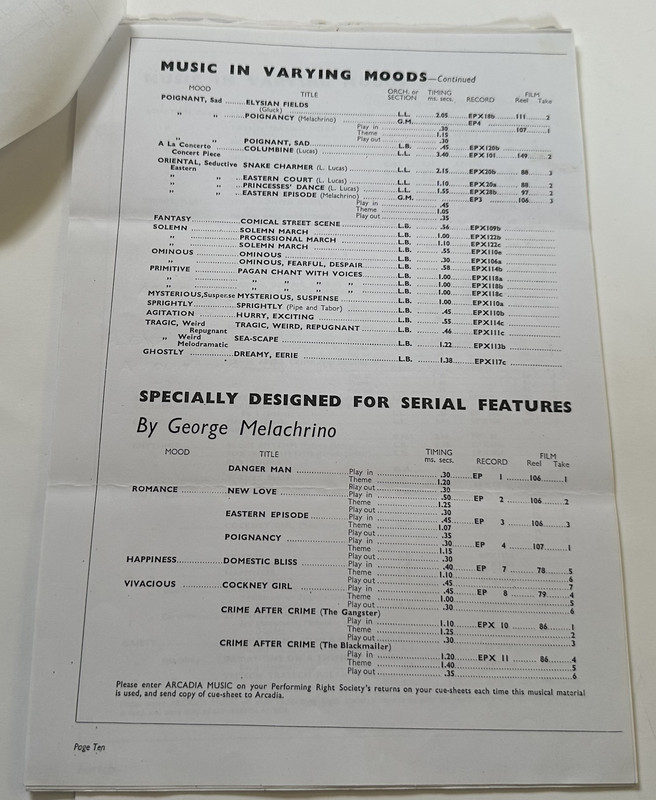 MUSIC IN VARYING MOODS—Continued
MOOD TITLE ORCH. or SECTION TIMING ms. secs. RECORD FILM Reel Take
POIGNANT, Sad ELYSIAN FIELDS (Gluck) L.L. 2.05 EPX18b 111 2
" " POIGNANCY (Melachrino) G.M. EP4
Play in .30 107 1
Theme 1.15
Play out .30
" " POIGNANT, SAD L.B. .45 EPX120b
A La Concerto COLUMBINE (Lucas) L.L. 3.40 EPX101 149 2
Concert Piece
ORIENTAL, Seductive SNAKE CHARMER (L. Lucas) L.L. 2.15 EPX20b 88 3
Eastern
" " EASTERN COURT (L. Lucas) L.L. 1.10 EPX20a 88 2
" " PRINCESSES' DANCE (L. Lucas) L.L. 1.55 EPX28b 97 2
" " EASTERN EPISODE (Melachrino) G.M. EP3 106 3
Play in .45
Theme 1.05
Play out .35
FANTASY COMICAL STREET SCENE L.B. .56 EPX109b
SOLEMN SOLEMN MARCH L.B. 1.00 EPX122b
" PROCESSIONAL MARCH L.B. 1.10 EPX122c
" SOLEMN MARCH L.B. .55 EPX110e
OMINOUS OMINOUS L.B. .30 EPX106a
" OMINOUS, FEARFUL, DESPAIR L.B. .58 EPX114b
PRIMITIVE PAGAN CHANT WITH VOICES L.B. 1.00 EPX118a
" " " " " L.B. 1.00 EPX118b
" " " " " L.B. 1.00 EPX118c
MYSTERIOUS, Suspense MYSTERIOUS, SUSPENSE L.B. 1.00 EPX110a
SPRIGHTLY SPRIGHTLY (Pipe and Tabor) L.B. .45 EPX110b
AGITATION HURRY, EXCITING L.B. .55 EPX114c
TRAGIC, Weird TRAGIC, WEIRD, REPUGNANT L.B. .46 EPX111c
Repugnant
" Weird SEA-SCAPE L.B. 1.22 EPX113b
Melodramatic
GHOSTLY DREAMY, EERIE L.B. 1.38 EPX117c
SPECIALLY DESIGNED FOR SERIAL FEATURES
By George Melachrino
MOOD TITLE TIMING ms. secs. RECORD FILM Reel Take
DANGER MAN Play in .30 EP 1 106 1
Theme 1.20
Play out .30
ROMANCE NEW LOVE Play in .50 EP 2 106 2
Theme 1.25
Play out .30
EASTERN EPISODE Play in .45 EP 3 106 3
Theme 1.07
Play out .35
POIGNANCY Play in .30 EP 4 107 1
Theme 1.15
Play out .30
HAPPINESS DOMESTIC BLISS Play in .40 EP 7 78 5
Theme 1.10 6
Play out .45 7
VIVACIOUS COCKNEY GIRL Play in .45 EP 8 79 4
Theme 1.00 5
Play out .30 6
CRIME AFTER CRIME (The Gangster)
Play in 1.10 EPX 10 86 1
Theme 1.25 2
Play out .30 3
CRIME AFTER CRIME (The Blackmailer)
Play in 1.20 EPX 11 86 4
Theme 1.40 5
Play out .35 6
Please enter ARCADIA MUSIC on your Performing Right Society's returns on your cue-sheets each time this musical material
is used, and send copy of cue-sheet to Arcadia.
Page Ten